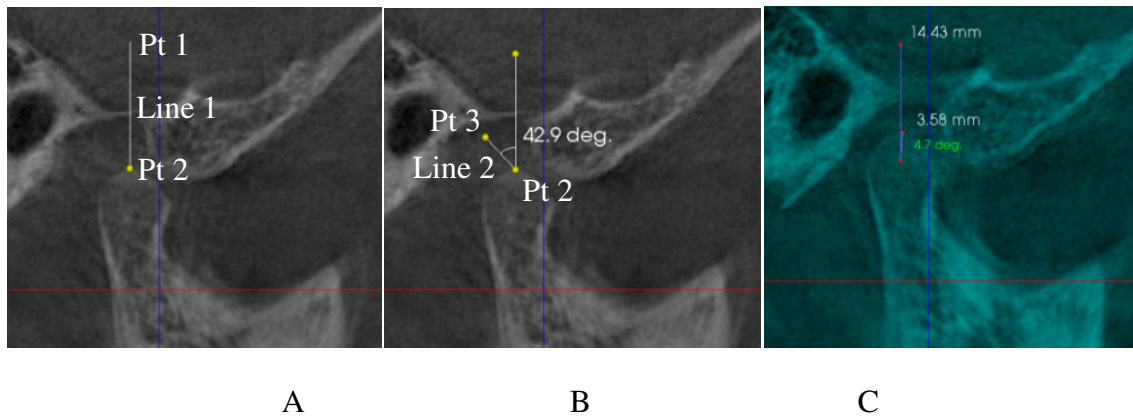 Pt 1
Line 1
Pt 2
Pt 3
42.9 deg.
Line 2
Pt 2
14.43 mm
3.58 mm
4.7 deg.
A B C